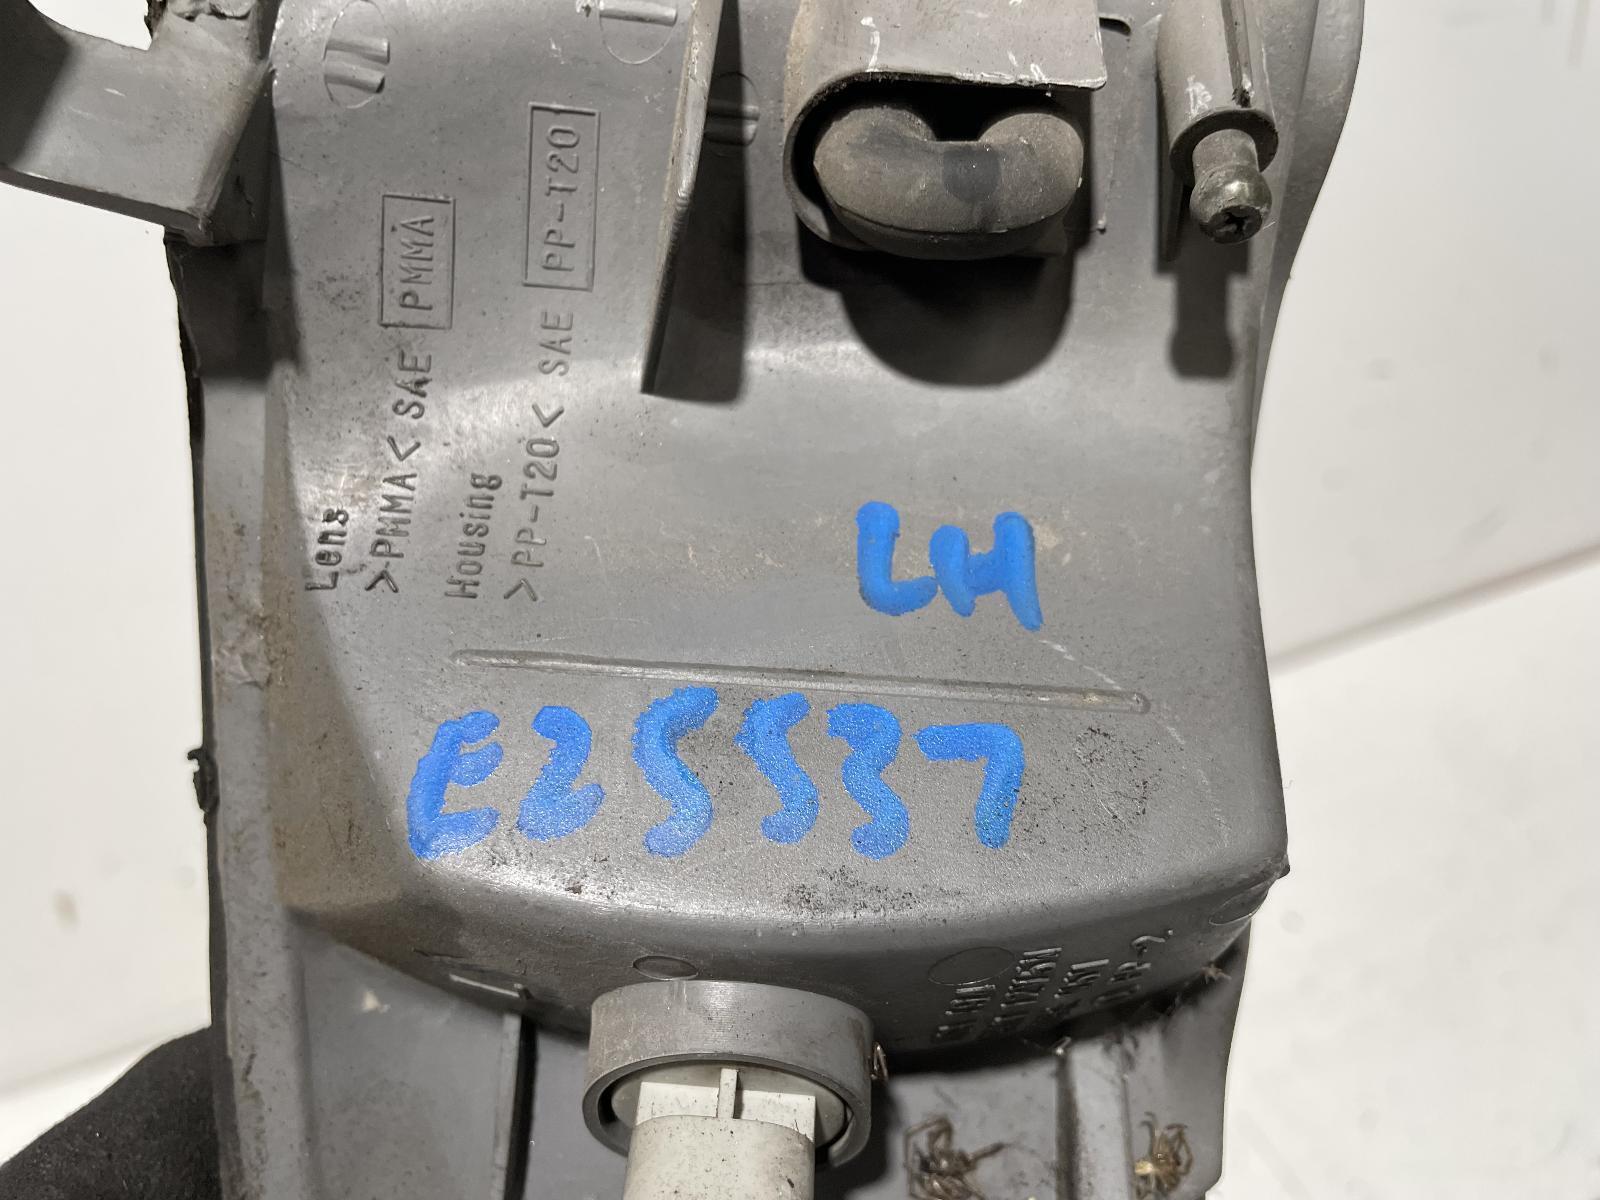 Lens
>PMMA< SAE PMMA
Housing
>PP-T20< SAE PP-T20
LH
E25537